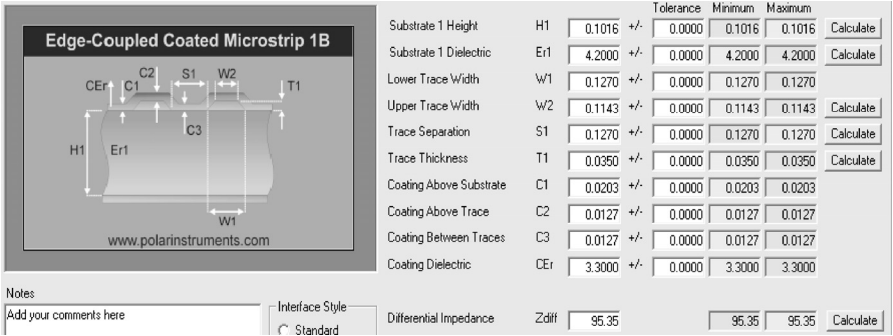 Tolerance Minimum Maximum
Edge-Coupled Coated Microstrip 1B
CEr C1 C2 S1 W2 T1
C3
H1 Er1
W1
www.polarinstruments.com
Substrate 1 Height H1 0.1016 +/- 0.0000 0.1016 0.1016 Calculate
Substrate 1 Dielectric Er1 4.2000 +/- 0.0000 4.2000 4.2000 Calculate
Lower Trace Width W1 0.1270 +/- 0.0000 0.1270 0.1270
Upper Trace Width W2 0.1143 +/- 0.0000 0.1143 0.1143 Calculate
Trace Separation S1 0.1270 +/- 0.0000 0.1270 0.1270 Calculate
Trace Thickness T1 0.0350 +/- 0.0000 0.0350 0.0350 Calculate
Coating Above Substrate C1 0.0203 +/- 0.0000 0.0203 0.0203
Coating Above Trace C2 0.0127 +/- 0.0000 0.0127 0.0127
Coating Between Traces C3 0.0127 +/- 0.0000 0.0127 0.0127
Coating Dielectric CEr 3.3000 +/- 0.0000 3.3000 3.3000
Notes
Add your comments here
Interface Style
Standard
Differential Impedance Zdiff 95.35 95.35 95.35 Calculate